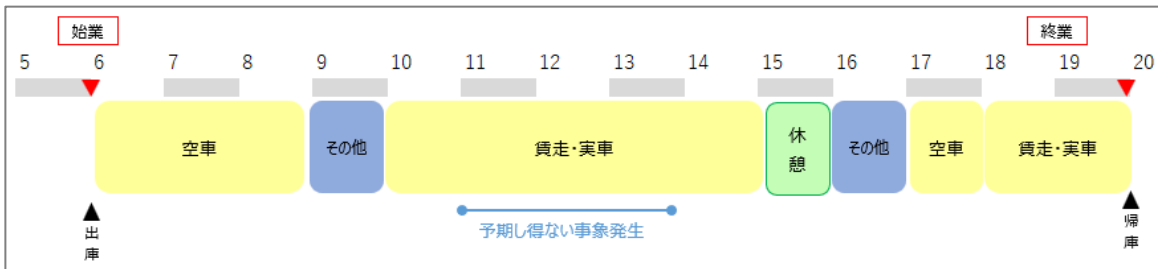 始業 終業
5 6 7 8 9 10 11 12 13 14 15 16 17 18 19 20
空車 その他 賃走・実車 休憩 その他 空車 賃走・実車
予期し得ない事象発生
出庫 帰庫